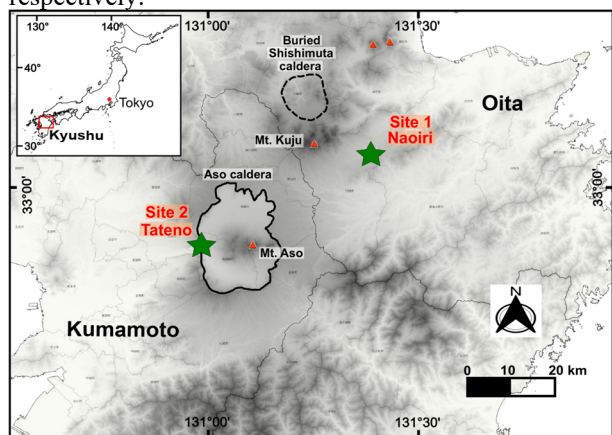 respectively.
130°
140°
40°
30°
Tokyo
Kyushu
131°00'
131°30'
Buried
Shishimuta
caldera
Oita
Mt. Kuju
Site 1
Naoiri
33°00'
33°00'
Aso caldera
Site 2
Tateno
Mt. Aso
Kumamoto
N
0 10 20 km
131°00'
131°30'